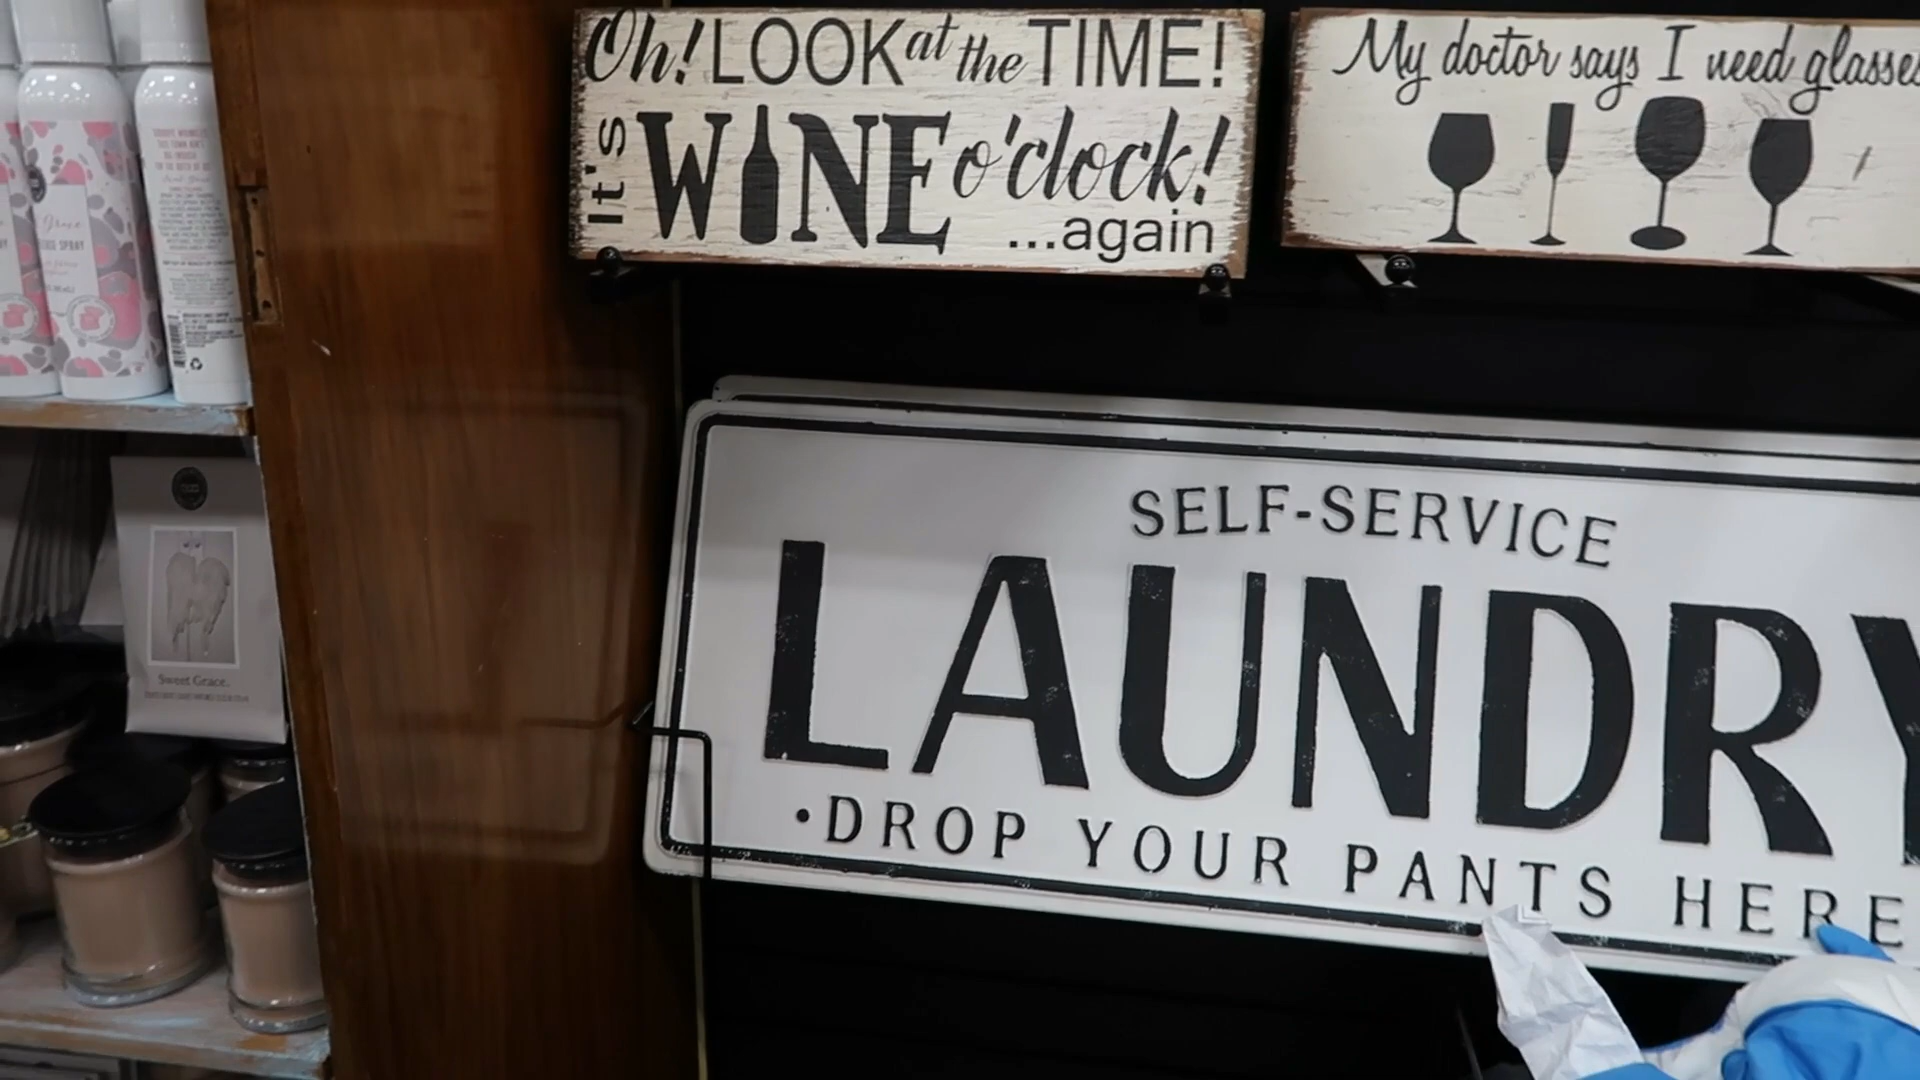 Oh! LOOK at the TIME!
It's WINE o'clock!
...again
My doctor says I need glasses
SELF-SERVICE
LAUNDRY
•DROP YOUR PANTS HERE
Grace
Sweet Grace.